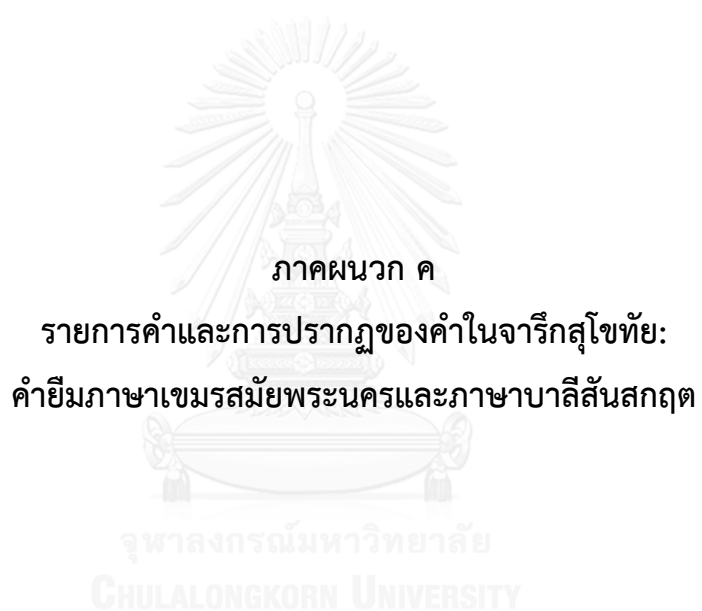 ภาคผนวก ค
รายการคำและการปรากฏของคำในจารึกสุโขทัย:
คำยืมภาษาเขมรสมัยพระนครและภาษาบาลีสันสกฤต
จุฬาลงกรณ์มหาวิทยาลัย
CHULALONGKORN UNIVERSITY